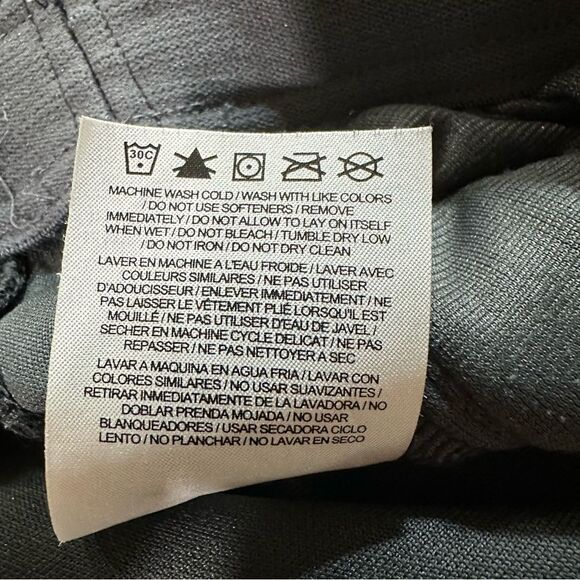 30C
MACHINE WASH COLD / WASH WITH LIKE COLORS
/ DO NOT USE SOFTENERS / REMOVE
IMMEDIATELY / DO NOT ALLOW TO LAY ON ITSELF
WHEN WET / DO NOT BLEACH / TUMBLE DRY LOW
/ DO NOT IRON / DO NOT DRY CLEAN
LAVER EN MACHINE A L'EAU FROIDE / LAVER AVEC
COULEURS SIMILAIRES / NE PAS UTILISER
D'ADOUCISSEUR / ENLEVER IMMÉDIATEMENT / NE
PAS LAISSER LE VÊTEMENT PLIÉ LORSQU'IL EST
MOUILLÉ / NE PAS UTILISER D'EAU DE JAVEL /
SECHER EN MACHINE CYCLE DELICAT / NE PAS
REPASSER / NE PAS NETTOYER A SEC
LAVAR A MAQUINA EN AGUA FRIA / LAVAR CON
COLORES SIMILARES / NO USAR SUAVIZANTES /
RETIRAR INMEDIATAMENTE DE LA LAVADORA / NO
DOBLAR PRENDA MOJADA / NO USAR
BLANQUEADORES / USAR SECADORA CICLO
LENTO / NO PLANCHAR / NO LAVAR EN SECO